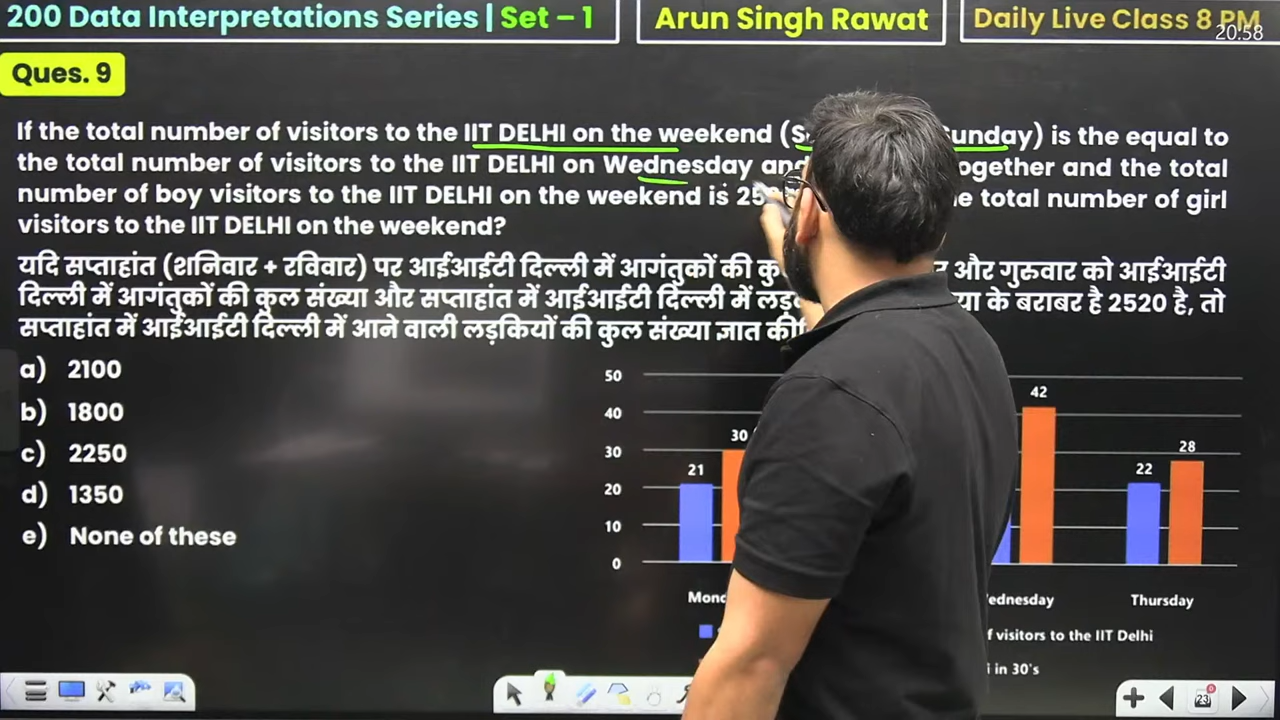 200 Data Interpretations Series | Set – 1
Arun Singh Rawat
Daily Live Class 8 PM
20:58
Ques. 9
If the total number of visitors to the IIT DELHI on the weekend (S unday) is the equal to
the total number of visitors to the IIT DELHI on Wednesday and ogether and the total
number of boy visitors to the IIT DELHI on the weekend is 25 e total number of girl
visitors to the IIT DELHI on the weekend?
यदि सप्ताहांत (शनिवार + रविवार) पर आईआईटी दिल्ली में आगंतुकों की कु और गुरुवार को आईआईटी
दिल्ली में आगंतुकों की कुल संख्या और सप्ताहांत में आईआईटी दिल्ली में के बराबर है 2520 है, तो
सप्ताहांत में आईआईटी दिल्ली में आने वाली लड़कियों की कुल संख्या ज्ञात
a) 2100
b) 1800
c) 2250
d) 1350
e) None of these
50
40
30
20
10
0
21
30
42
22
28
Mon
ednesday
Thursday
f visitors to the IIT Delhi
i in 30's
23